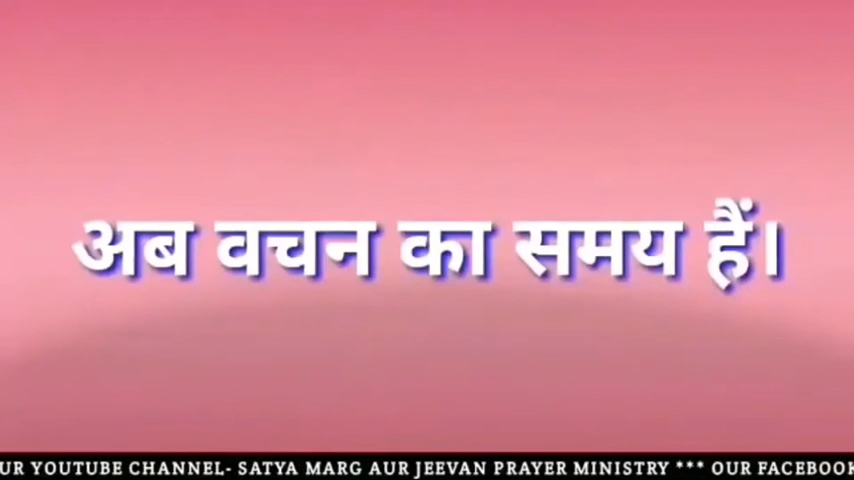 अब वचन का समय हैं।
UR YOUTUBE CHANNEL- SATYA MARG AUR JEEVAN PRAYER MINISTRY *** OUR FACEBOOK